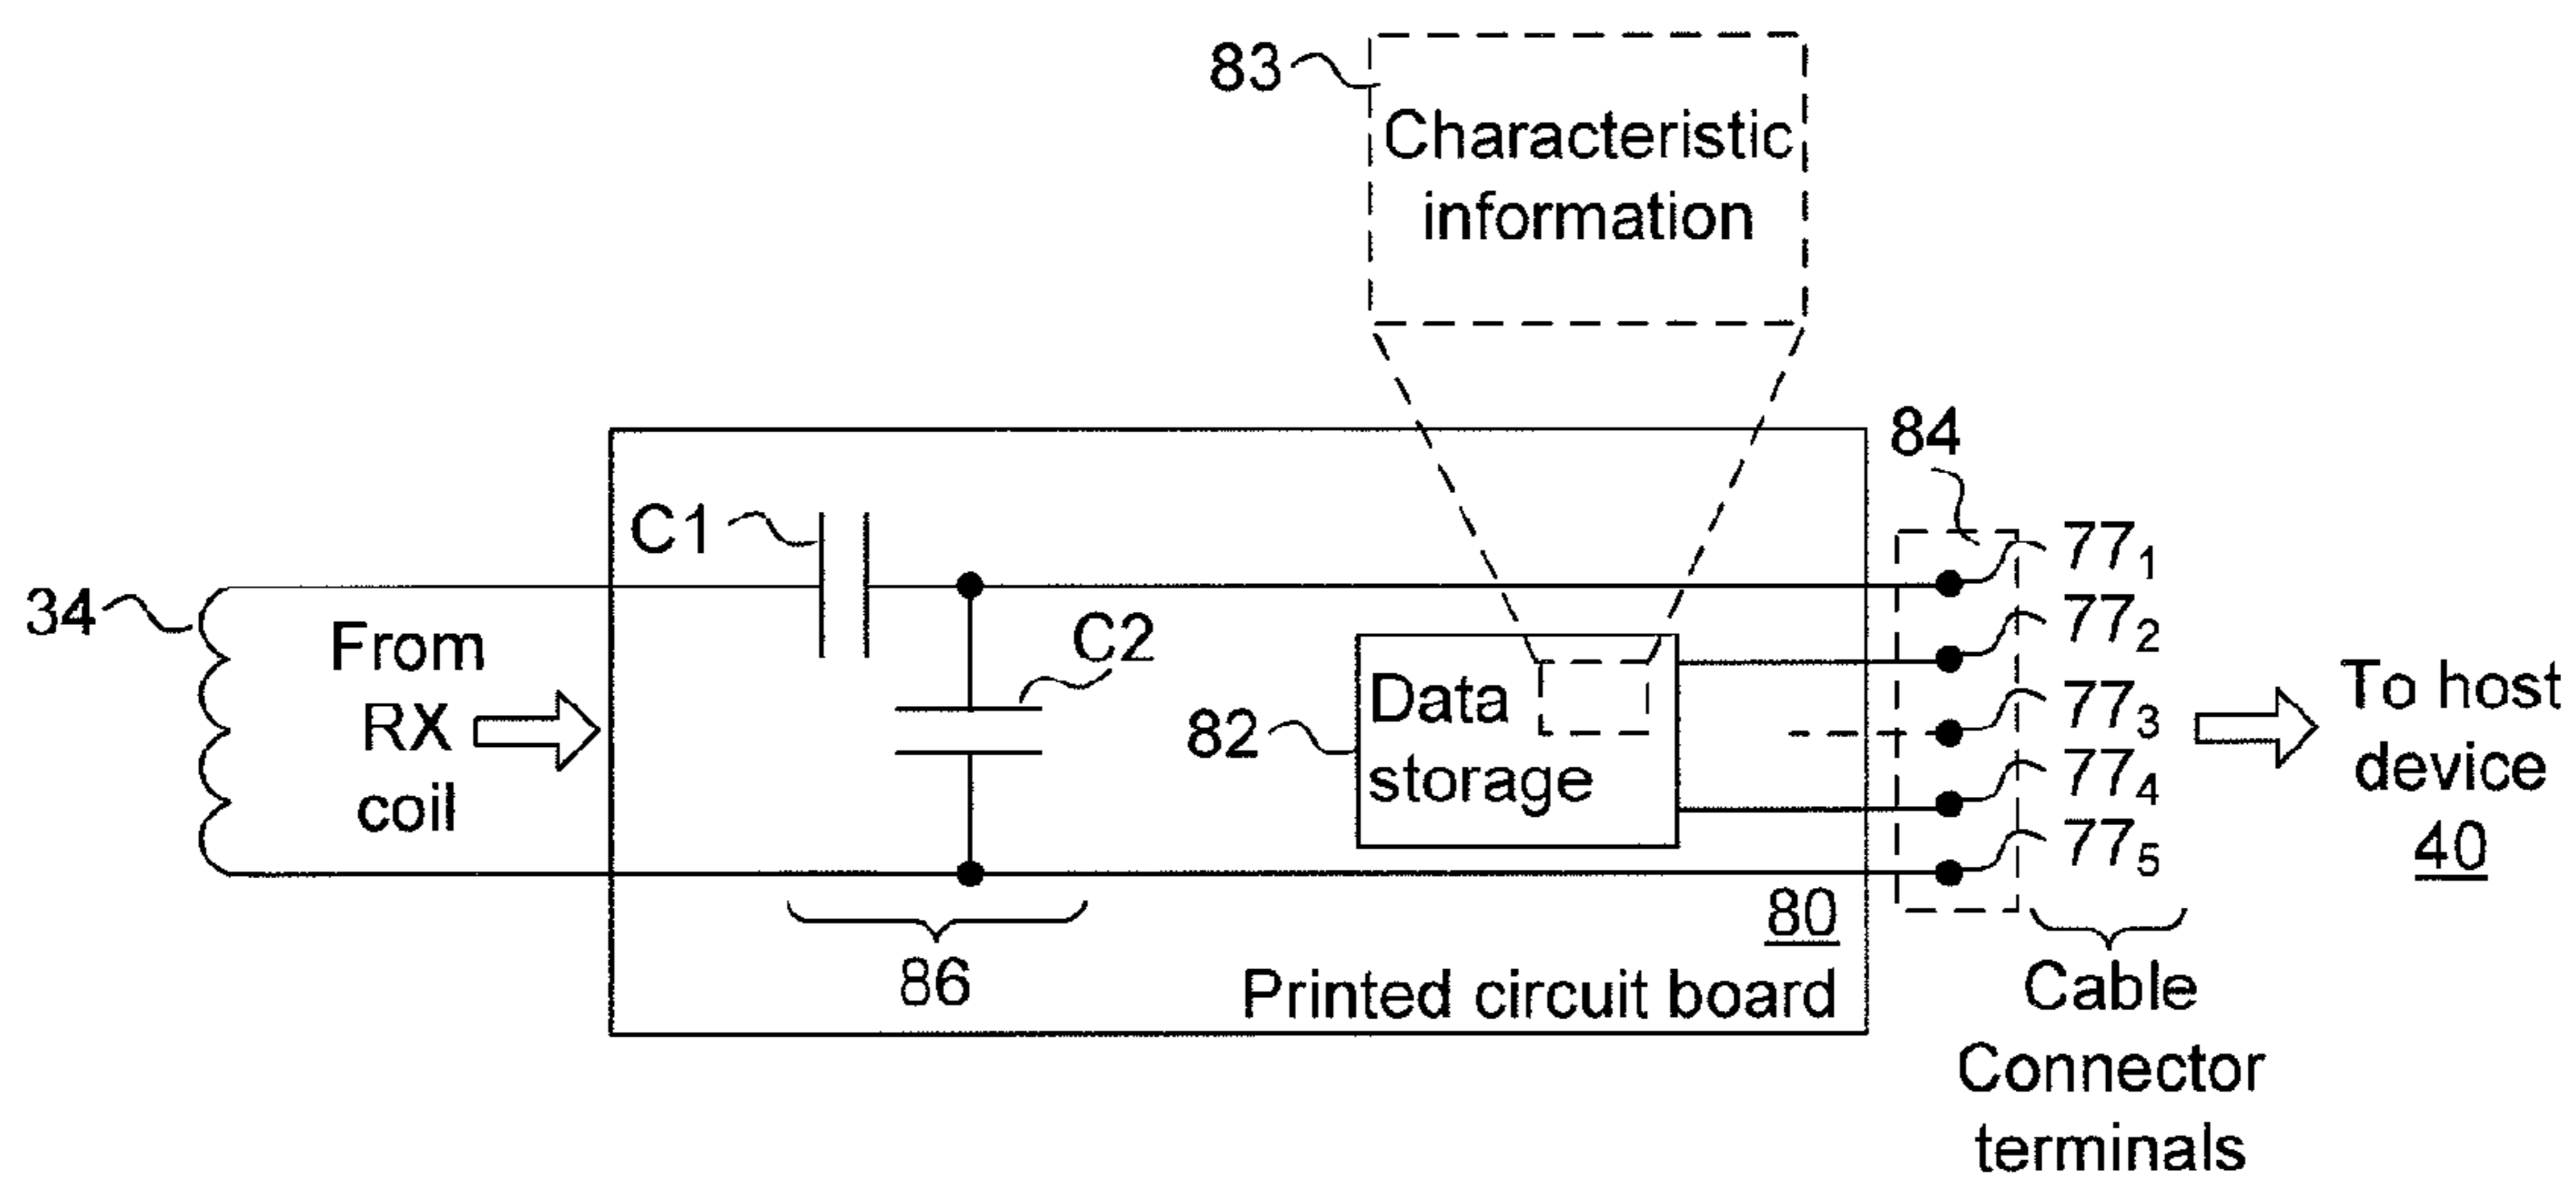 83
Characteristic
information
84
C1
77₁
34
From
RX
coil
C2
77₂
82
Data
storage
77₃
77₄
77₅
To host
device
40
86
80
Printed circuit board
Cable
Connector
terminals